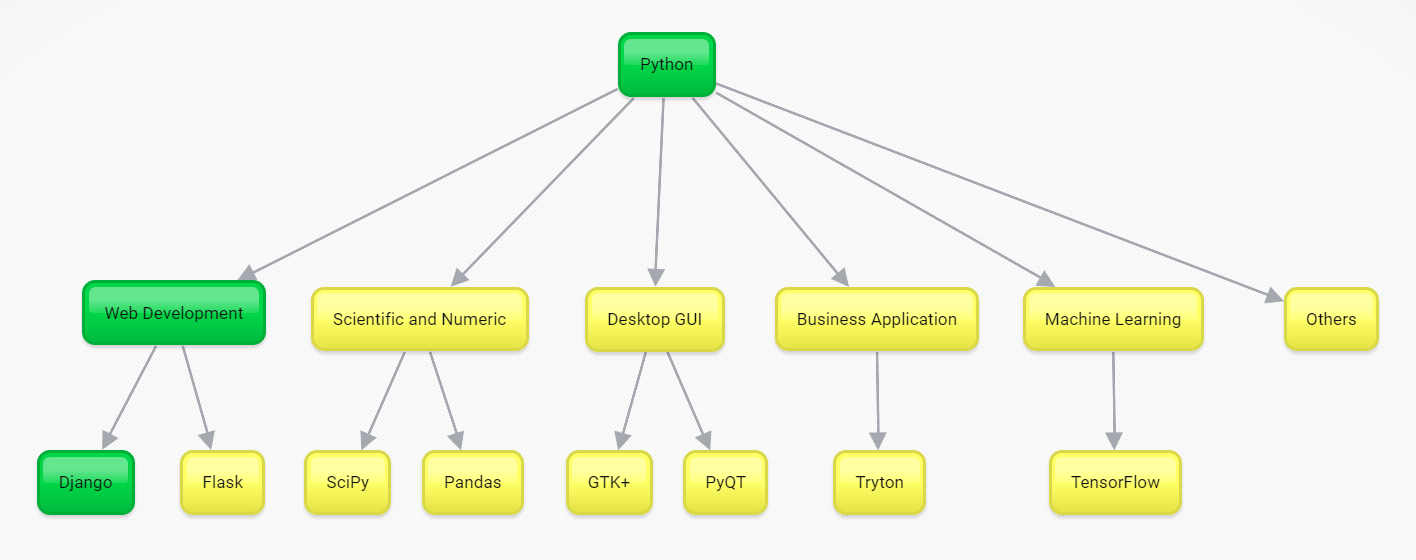 Python
Web Development
Scientific and Numeric
Desktop GUI
Business Application
Machine Learning
Others
Django
Flask
SciPy
Pandas
GTK+
PyQT
Tryton
TensorFlow